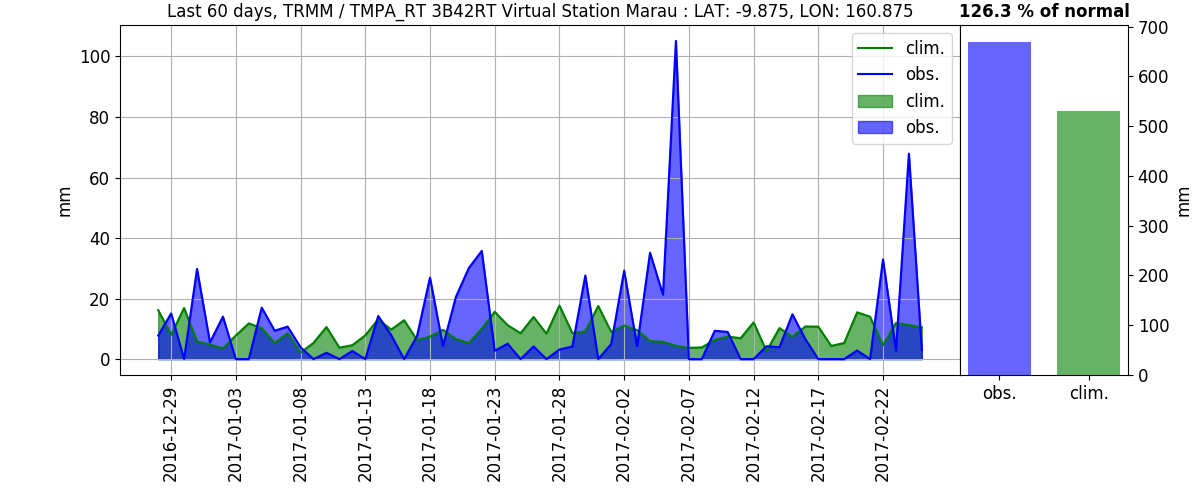 Last 60 days, TRMM / TMPA_RT 3B42RT Virtual Station Marau : LAT: -9.875, LON: 160.875
126.3 % of normal
mm
100
80
60
40
20
0
clim.
obs.
clim.
obs.
2016-12-29
2017-01-03
2017-01-08
2017-01-13
2017-01-18
2017-01-23
2017-01-28
2017-02-02
2017-02-07
2017-02-12
2017-02-17
2017-02-22
700
600
500
400
300
200
100
0
mm
obs.
clim.